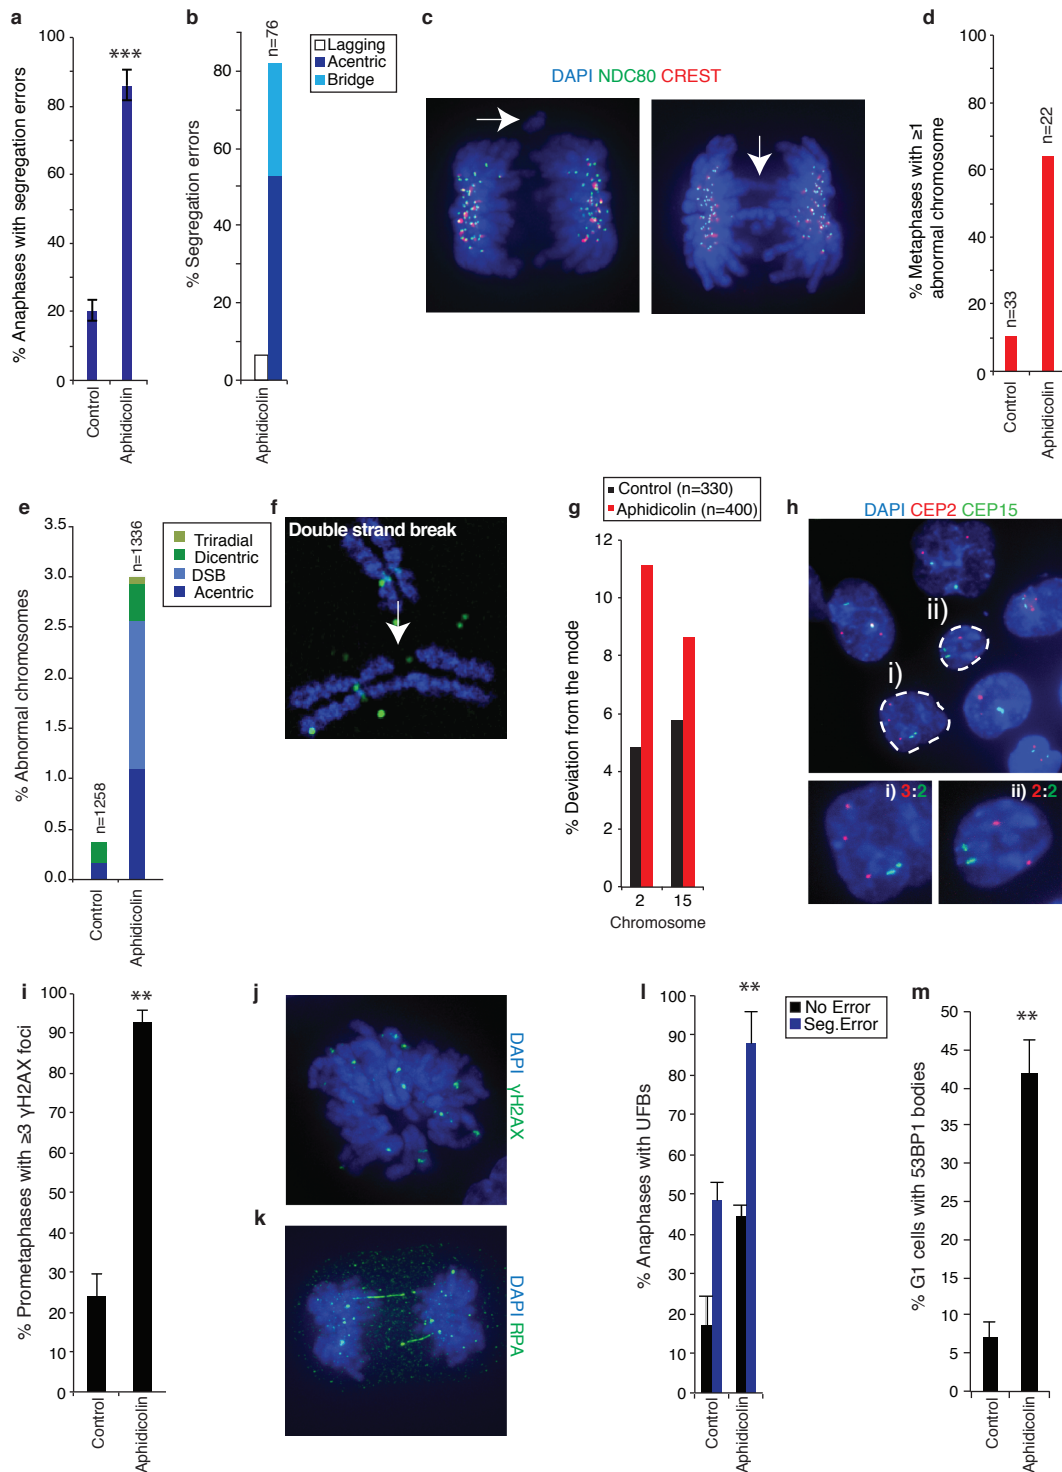 a
% Anaphases with segregation errors
100
80
60
40
20
0
***
Control
Aphidicolin
b
% Segregation errors
80
60
40
20
0
n=76
Lagging
Acentric
Bridge
Aphidicolin
c
DAPI NDC80 CREST
d
% Metaphases with ≥1 abnormal chromosome
100
80
60
40
20
0
n=33
n=22
Control
Aphidicolin
e
% Abnormal chromosomes
3.5
3.0
2.5
2.0
1.5
1.0
0.5
0.0
n=1258
n=1336
Triradial
Dicentric
DSB
Acentric
Control
Aphidicolin
f
Double strand break
g
Control (n=330)
Aphidicolin (n=400)
% Deviation from the mode
12
10
8
6
4
2
0
2 15
Chromosome
h
DAPI CEP2 CEP15
ii)
i)
i) 3:2
ii) 2:2
i
% Prometaphases with ≥3 γH2AX foci
100
90
80
70
60
50
40
30
20
10
0
**
Control
Aphidicolin
j
DAPI γH2AX
k
DAPI RPA
l
% Anaphases with UFBs
100
90
80
70
60
50
40
30
20
10
0
**
No Error
Seg.Error
Control
Aphidicolin
m
% G1 cells with 53BP1 bodies
50
45
40
35
30
25
20
15
10
5
0
**
Control
Aphidicolin